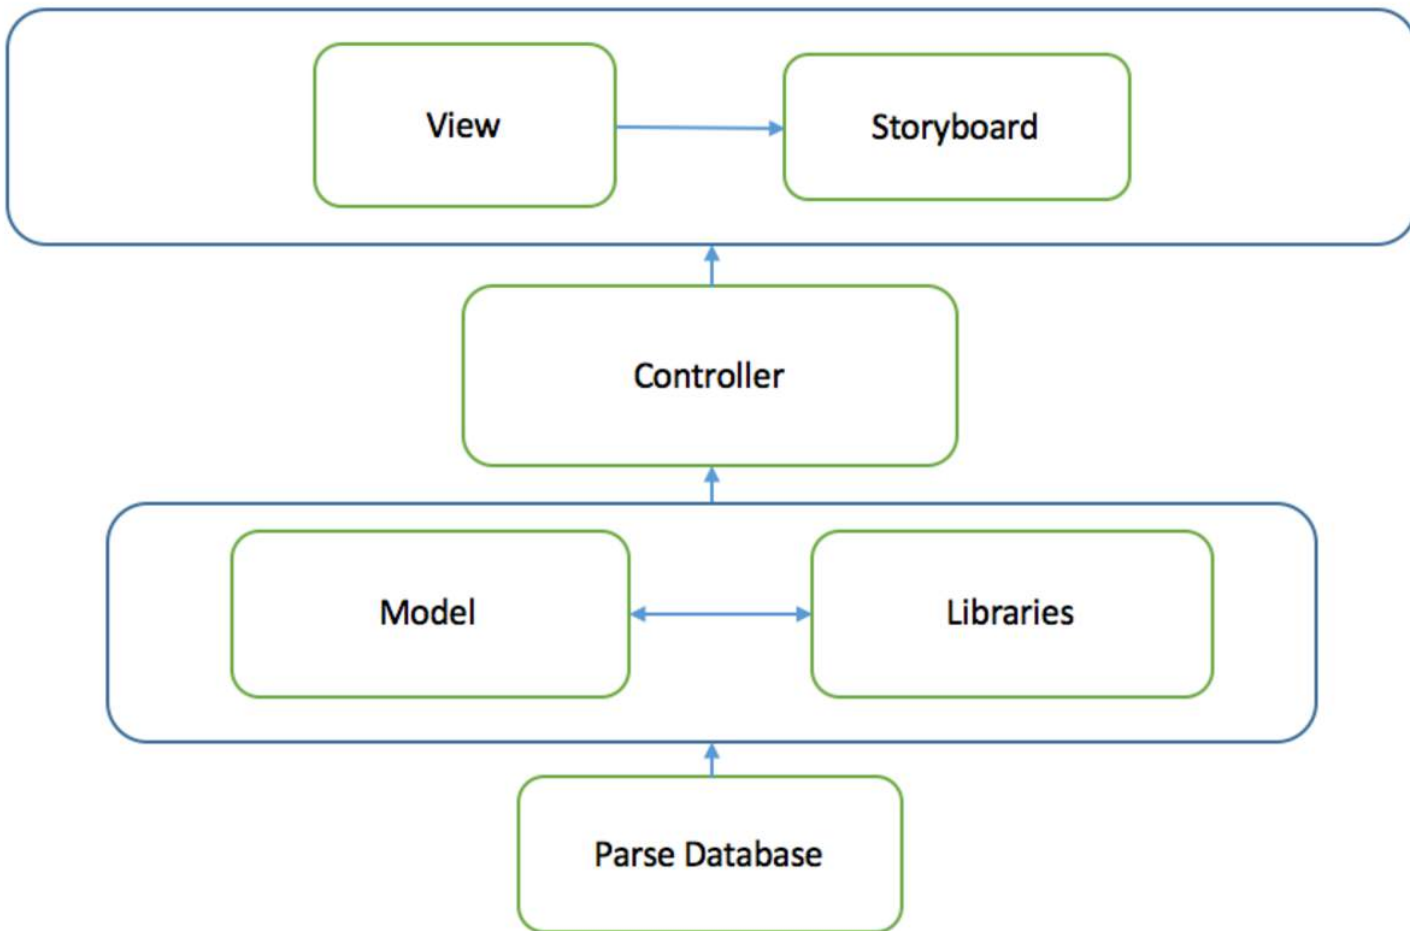 View
Storyboard
Controller
Model
Libraries
Parse Database